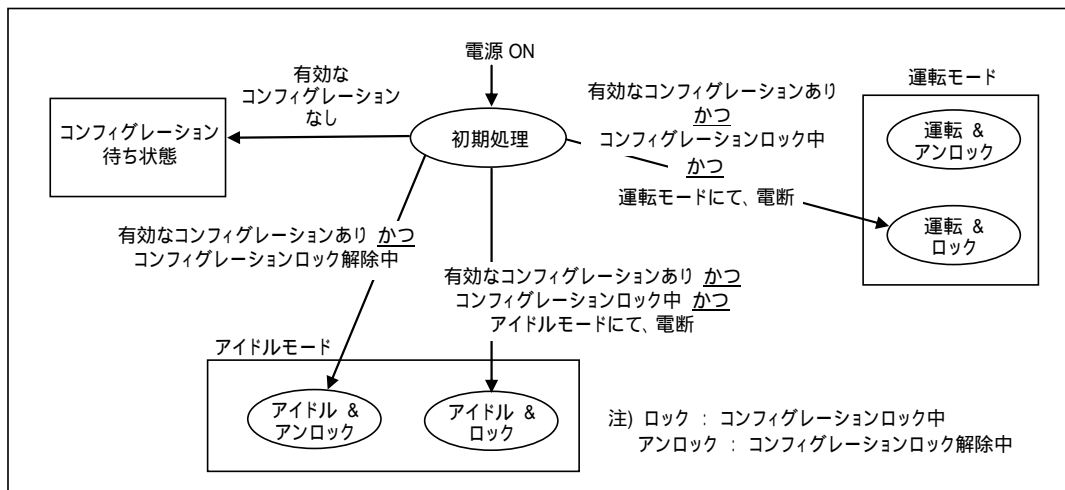 電源 ON
有効な
コンフィグレーション
なし
コンフィグレーション
待ち状態
初期処理
有効なコンフィグレーションあり
かつ
コンフィグレーションロック中
かつ
運転モードにて、電断
運転モード
運転 &
アンロック
運転 &
ロック
有効なコンフィグレーションあり かつ
コンフィグレーションロック解除中
有効なコンフィグレーションあり かつ
コンフィグレーションロック中 かつ
アイドルモードにて、電断
アイドルモード
アイドル &
アンロック
アイドル &
ロック
注) ロック : コンフィグレーションロック中
アンロック : コンフィグレーションロック解除中